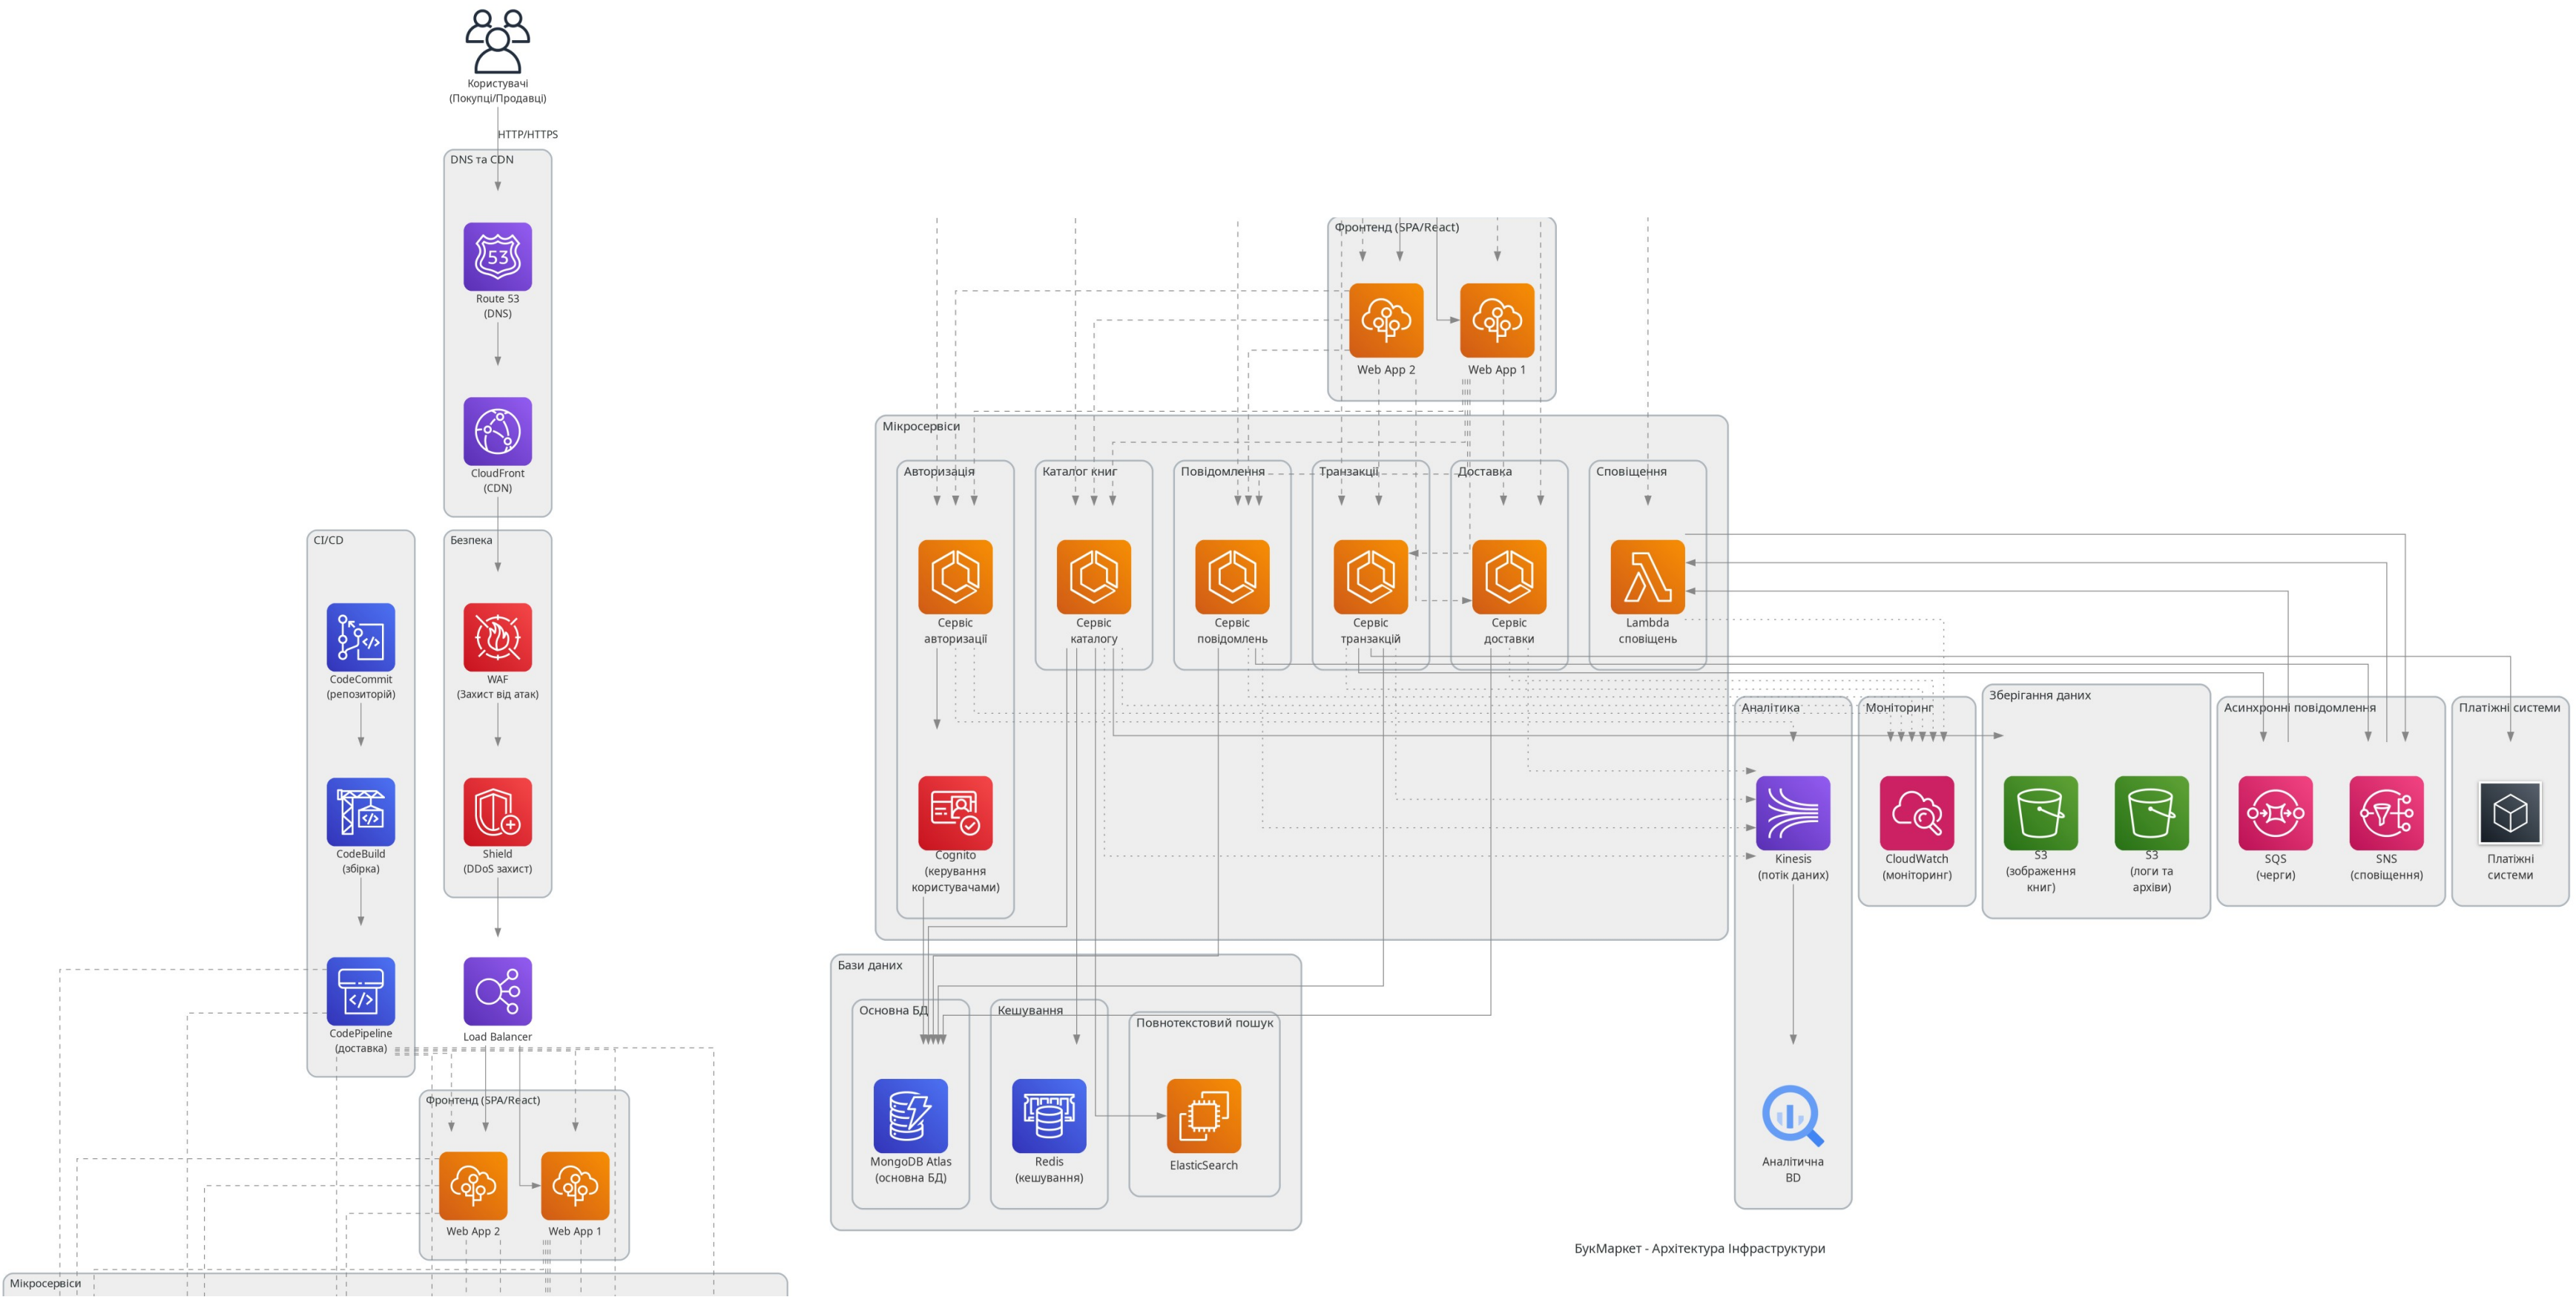 Користувачі
(Покупці/Продавці)
HTTP/HTTPS
DNS та CDN
53
Route 53
(DNS)
CloudFront
(CDN)
CI/CD
Безпека
CodeCommit
(репозиторій)
WAF
(Захист від атак)
CodeBuild
(збірка)
Shield
(DDoS захист)
CodePipeline
(доставка)
Load Balancer
Фронтенд (SPA/React)
Web App 2
Web App 1
Мікросервіси
Фронтенд (SPA/React)
Web App 2
Web App 1
Мікросервіси
Авторизація
Каталог книг
Повідомлення
Транзакції
Доставка
Сповіщення
Сервіс
авторизації
Сервіс
каталогу
Сервіс
повідомлень
Сервіс
транзакцій
Сервіс
доставки
Lambda
сповіщень
Cognito
(керування
користувачами)
Аналітика
Моніторинг
Зберігання даних
Асинхронні повідомлення
Платіжні системи
Kinesis
(потік даних)
CloudWatch
(моніторинг)
S3
(зображення
книг)
S3
(логи та
архіви)
SQS
(черги)
SNS
(сповіщення)
Платіжні
системи
Бази даних
Основна БД
Кешування
Повнотекстовий пошук
MongoDB Atlas
(основна БД)
Redis
(кешування)
ElasticSearch
Аналітична
BD
БукМаркет - Архітектура Інфраструктури